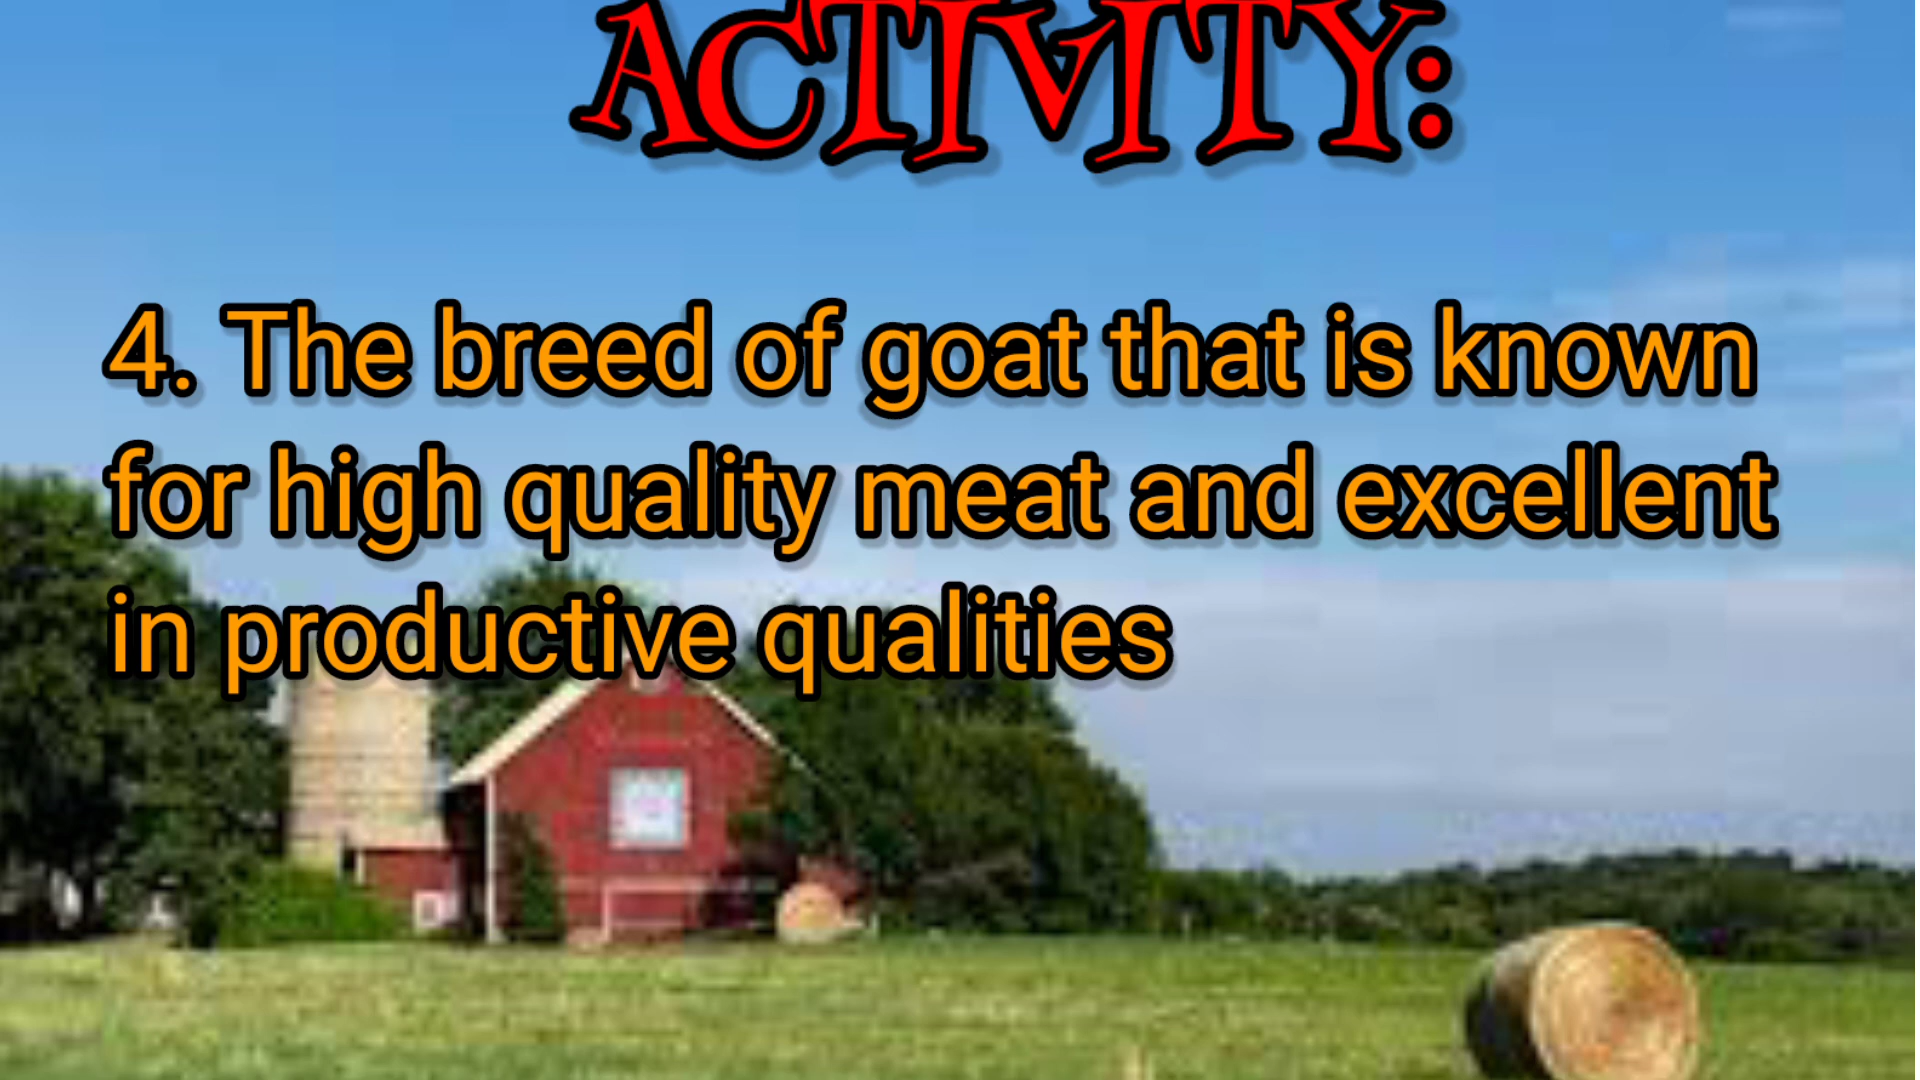 ACTIVITY:
4. The breed of goat that is known
for high quality meat and excellent
in productive qualities